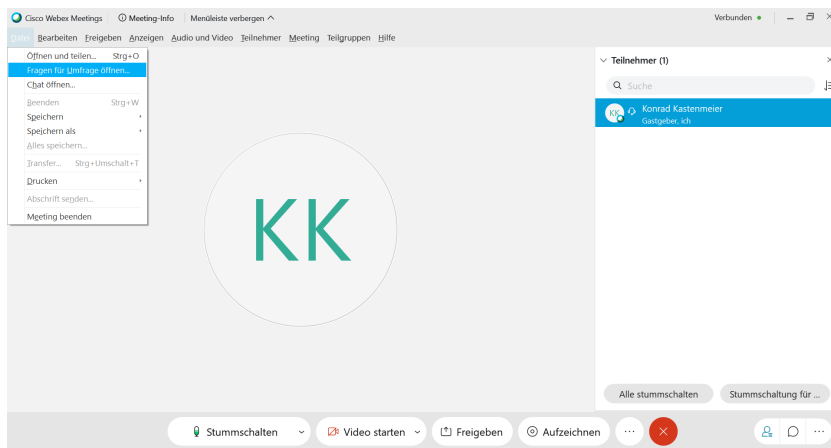 Cisco Webex Meetings Meeting-Info Menüleiste verbergen Verbunden
Datei Bearbeiten Freigeben Anzeigen Audio und Video Teilnehmer Meeting Teilgruppen Hilfe
Öffnen und teilen... Strg+O
Fragen für Umfrage öffnen...
Chat öffnen...
Beenden Strg+W
Speichern
Speichern als
Alles speichern...
Transfer... Strg+Umschalt+T
Drucken
Abschrift senden...
Meeting beenden
KK
Teilnehmer (1)
Suche
KK Konrad Kastenmeier
Gastgeber, ich
Alle stummschalten Stummschaltung für ...
Stummschalten Video starten Freigeben Aufzeichnen